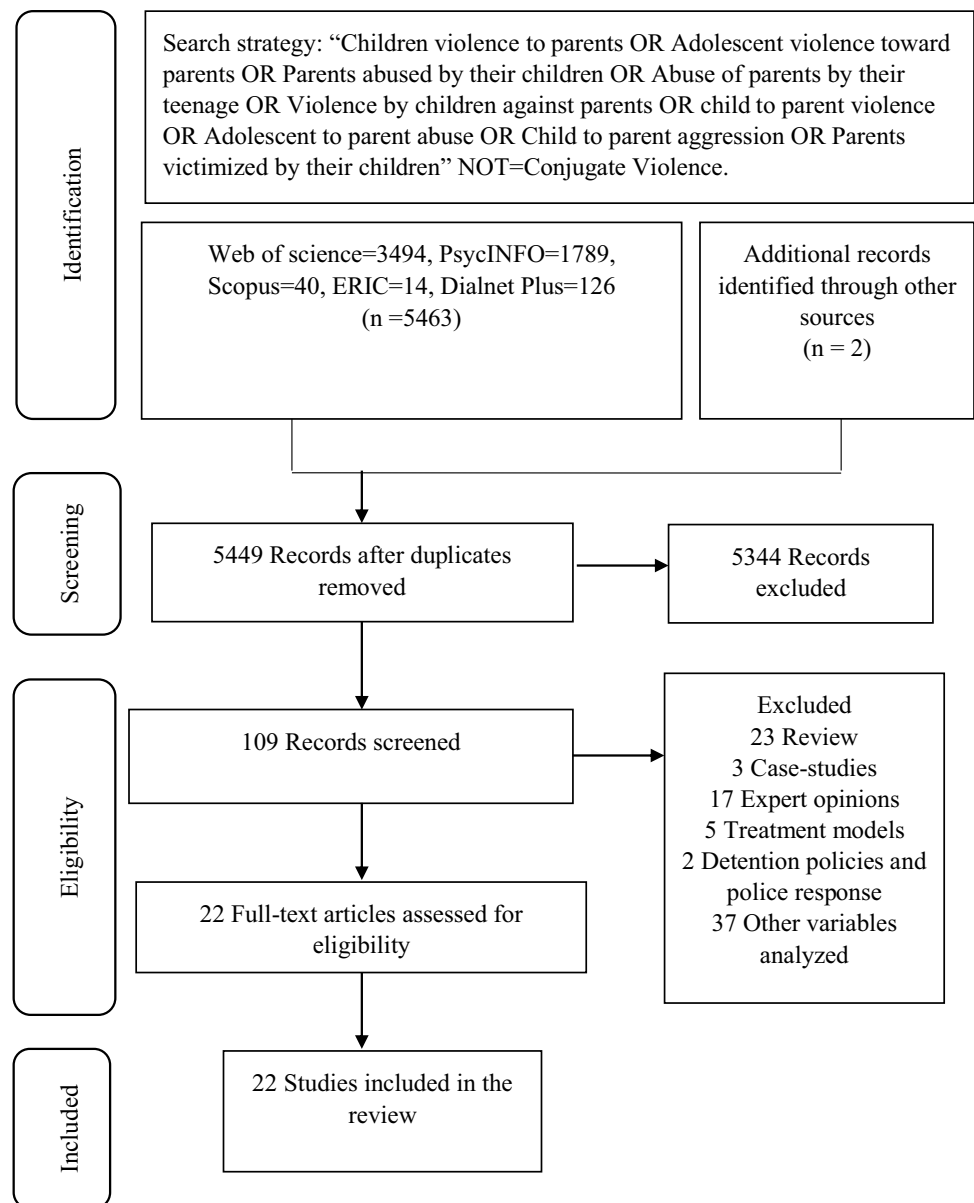 Identification
Search strategy: “Children violence to parents OR Adolescent violence toward
parents OR Parents abused by their children OR Abuse of parents by their
teenage OR Violence by children against parents OR child to parent violence
OR Adolescent to parent abuse OR Child to parent aggression OR Parents
victimized by their children” NOT=Conjugate Violence.
Web of science=3494, PsycINFO=1789,
Scopus=40, ERIC=14, Dialnet Plus=126
(n =5463)
Additional records
identified through other
sources
(n = 2)
Screening
5449 Records after duplicates
removed
5344 Records
excluded
Eligibility
109 Records screened
Excluded
23 Review
3 Case-studies
17 Expert opinions
5 Treatment models
2 Detention policies and
police response
37 Other variables
analyzed
22 Full-text articles assessed for
eligibility
Included
22 Studies included in the
review